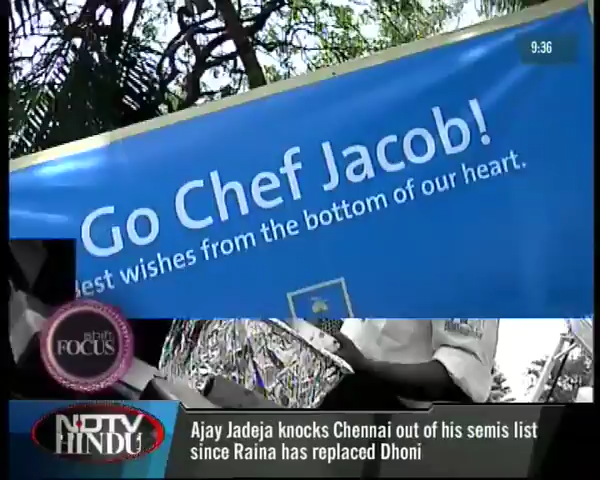 9:36
Go Chef Jacob!
Best wishes from the bottom of our heart.
shift
FOCUS
NDTV
HINDU
Ajay Jadeja knocks Chennai out of his semis list
since Raina has replaced Dhoni